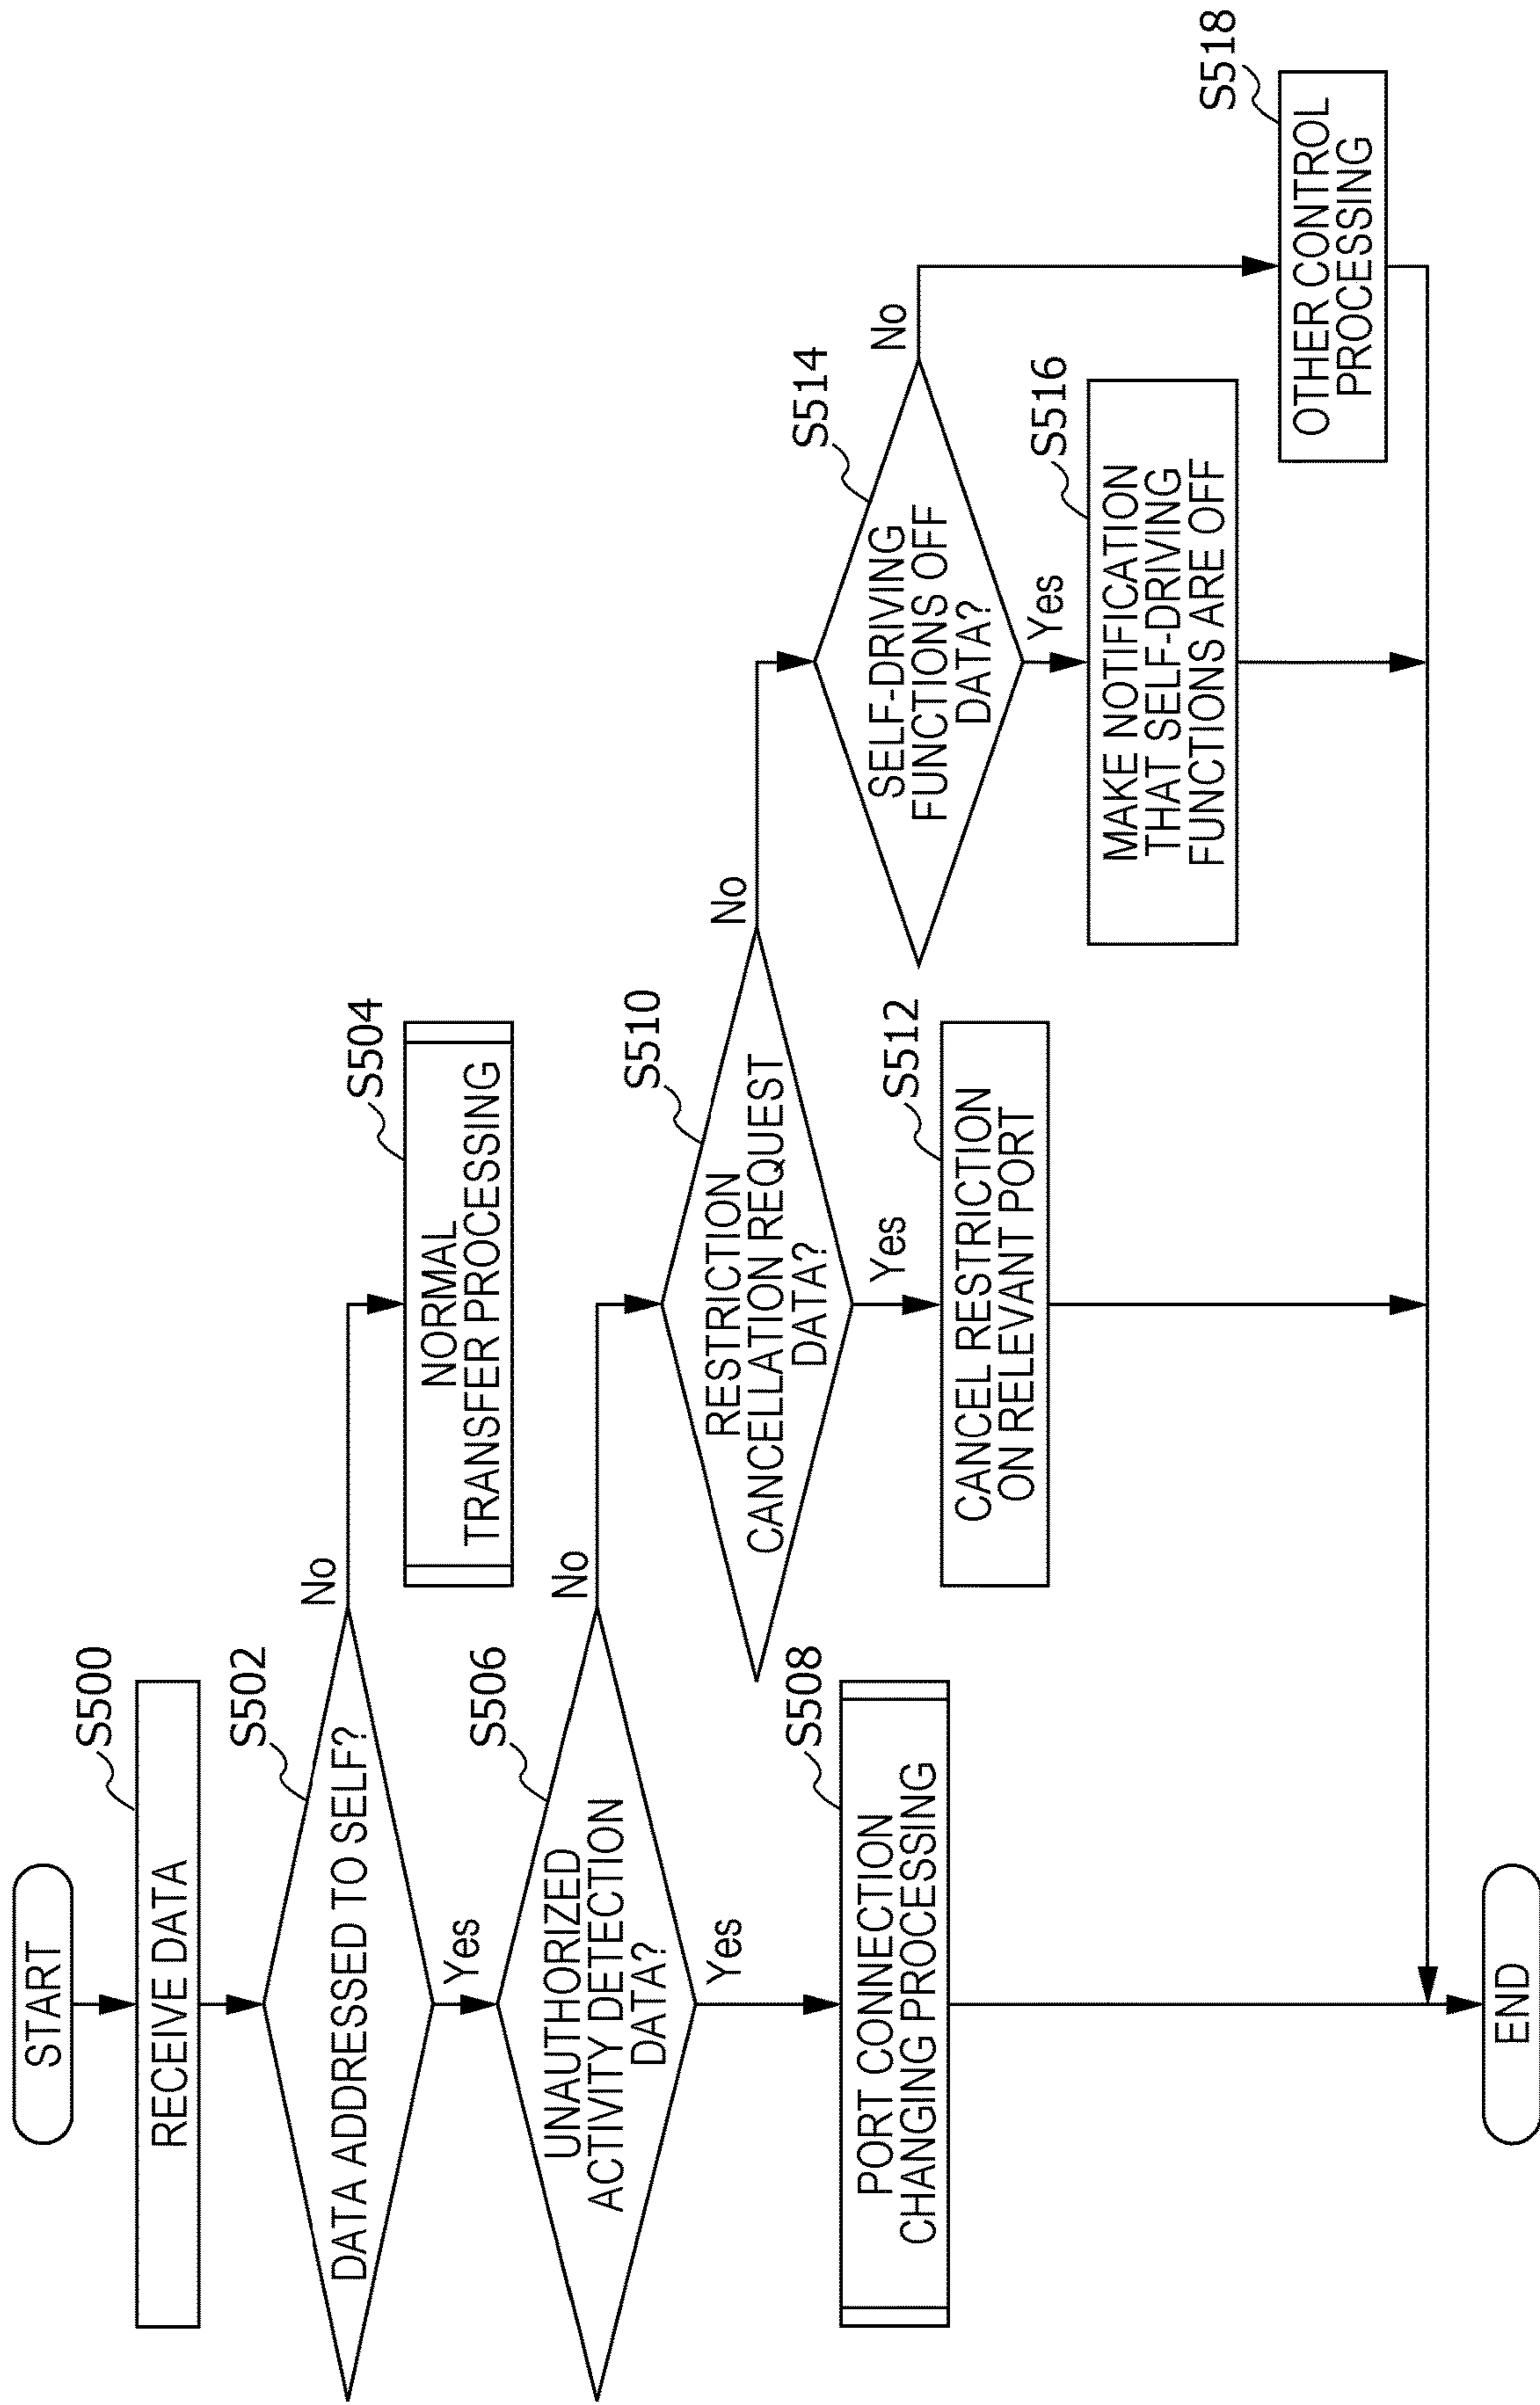 START
S500
RECEIVE DATA
S502
DATA ADDRESSED TO SELF?
No
Yes
S504
NORMAL
TRANSFER PROCESSING
S506
UNAUTHORIZED
ACTIVITY DETECTION
DATA?
No
Yes
S508
PORT CONNECTION
CHANGING PROCESSING
S510
RESTRICTION
CANCELLATION REQUEST
DATA?
No
Yes
S512
CANCEL RESTRICTION
ON RELEVANT PORT
S514
SELF-DRIVING
FUNCTIONS OFF
DATA?
No
Yes
S516
MAKE NOTIFICATION
THAT SELF-DRIVING
FUNCTIONS ARE OFF
S518
OTHER CONTROL
PROCESSING
END